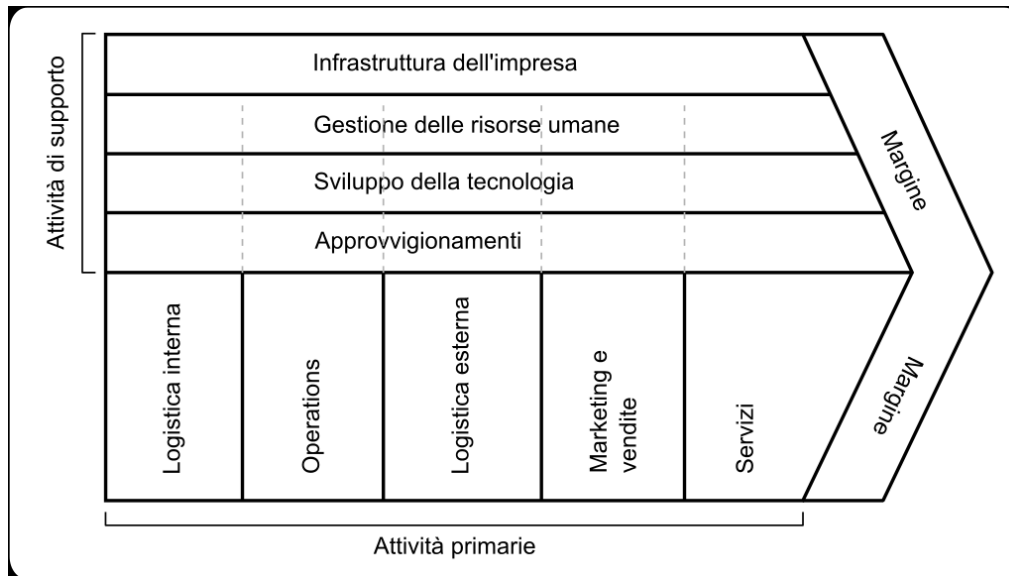 Attività di supporto
Infrastruttura dell'impresa
Gestione delle risorse umane
Sviluppo della tecnologia
Approvvigionamenti
Margine
Logistica interna
Operations
Logistica esterna
Marketing e
vendite
Servizi
Margine
Attività primarie